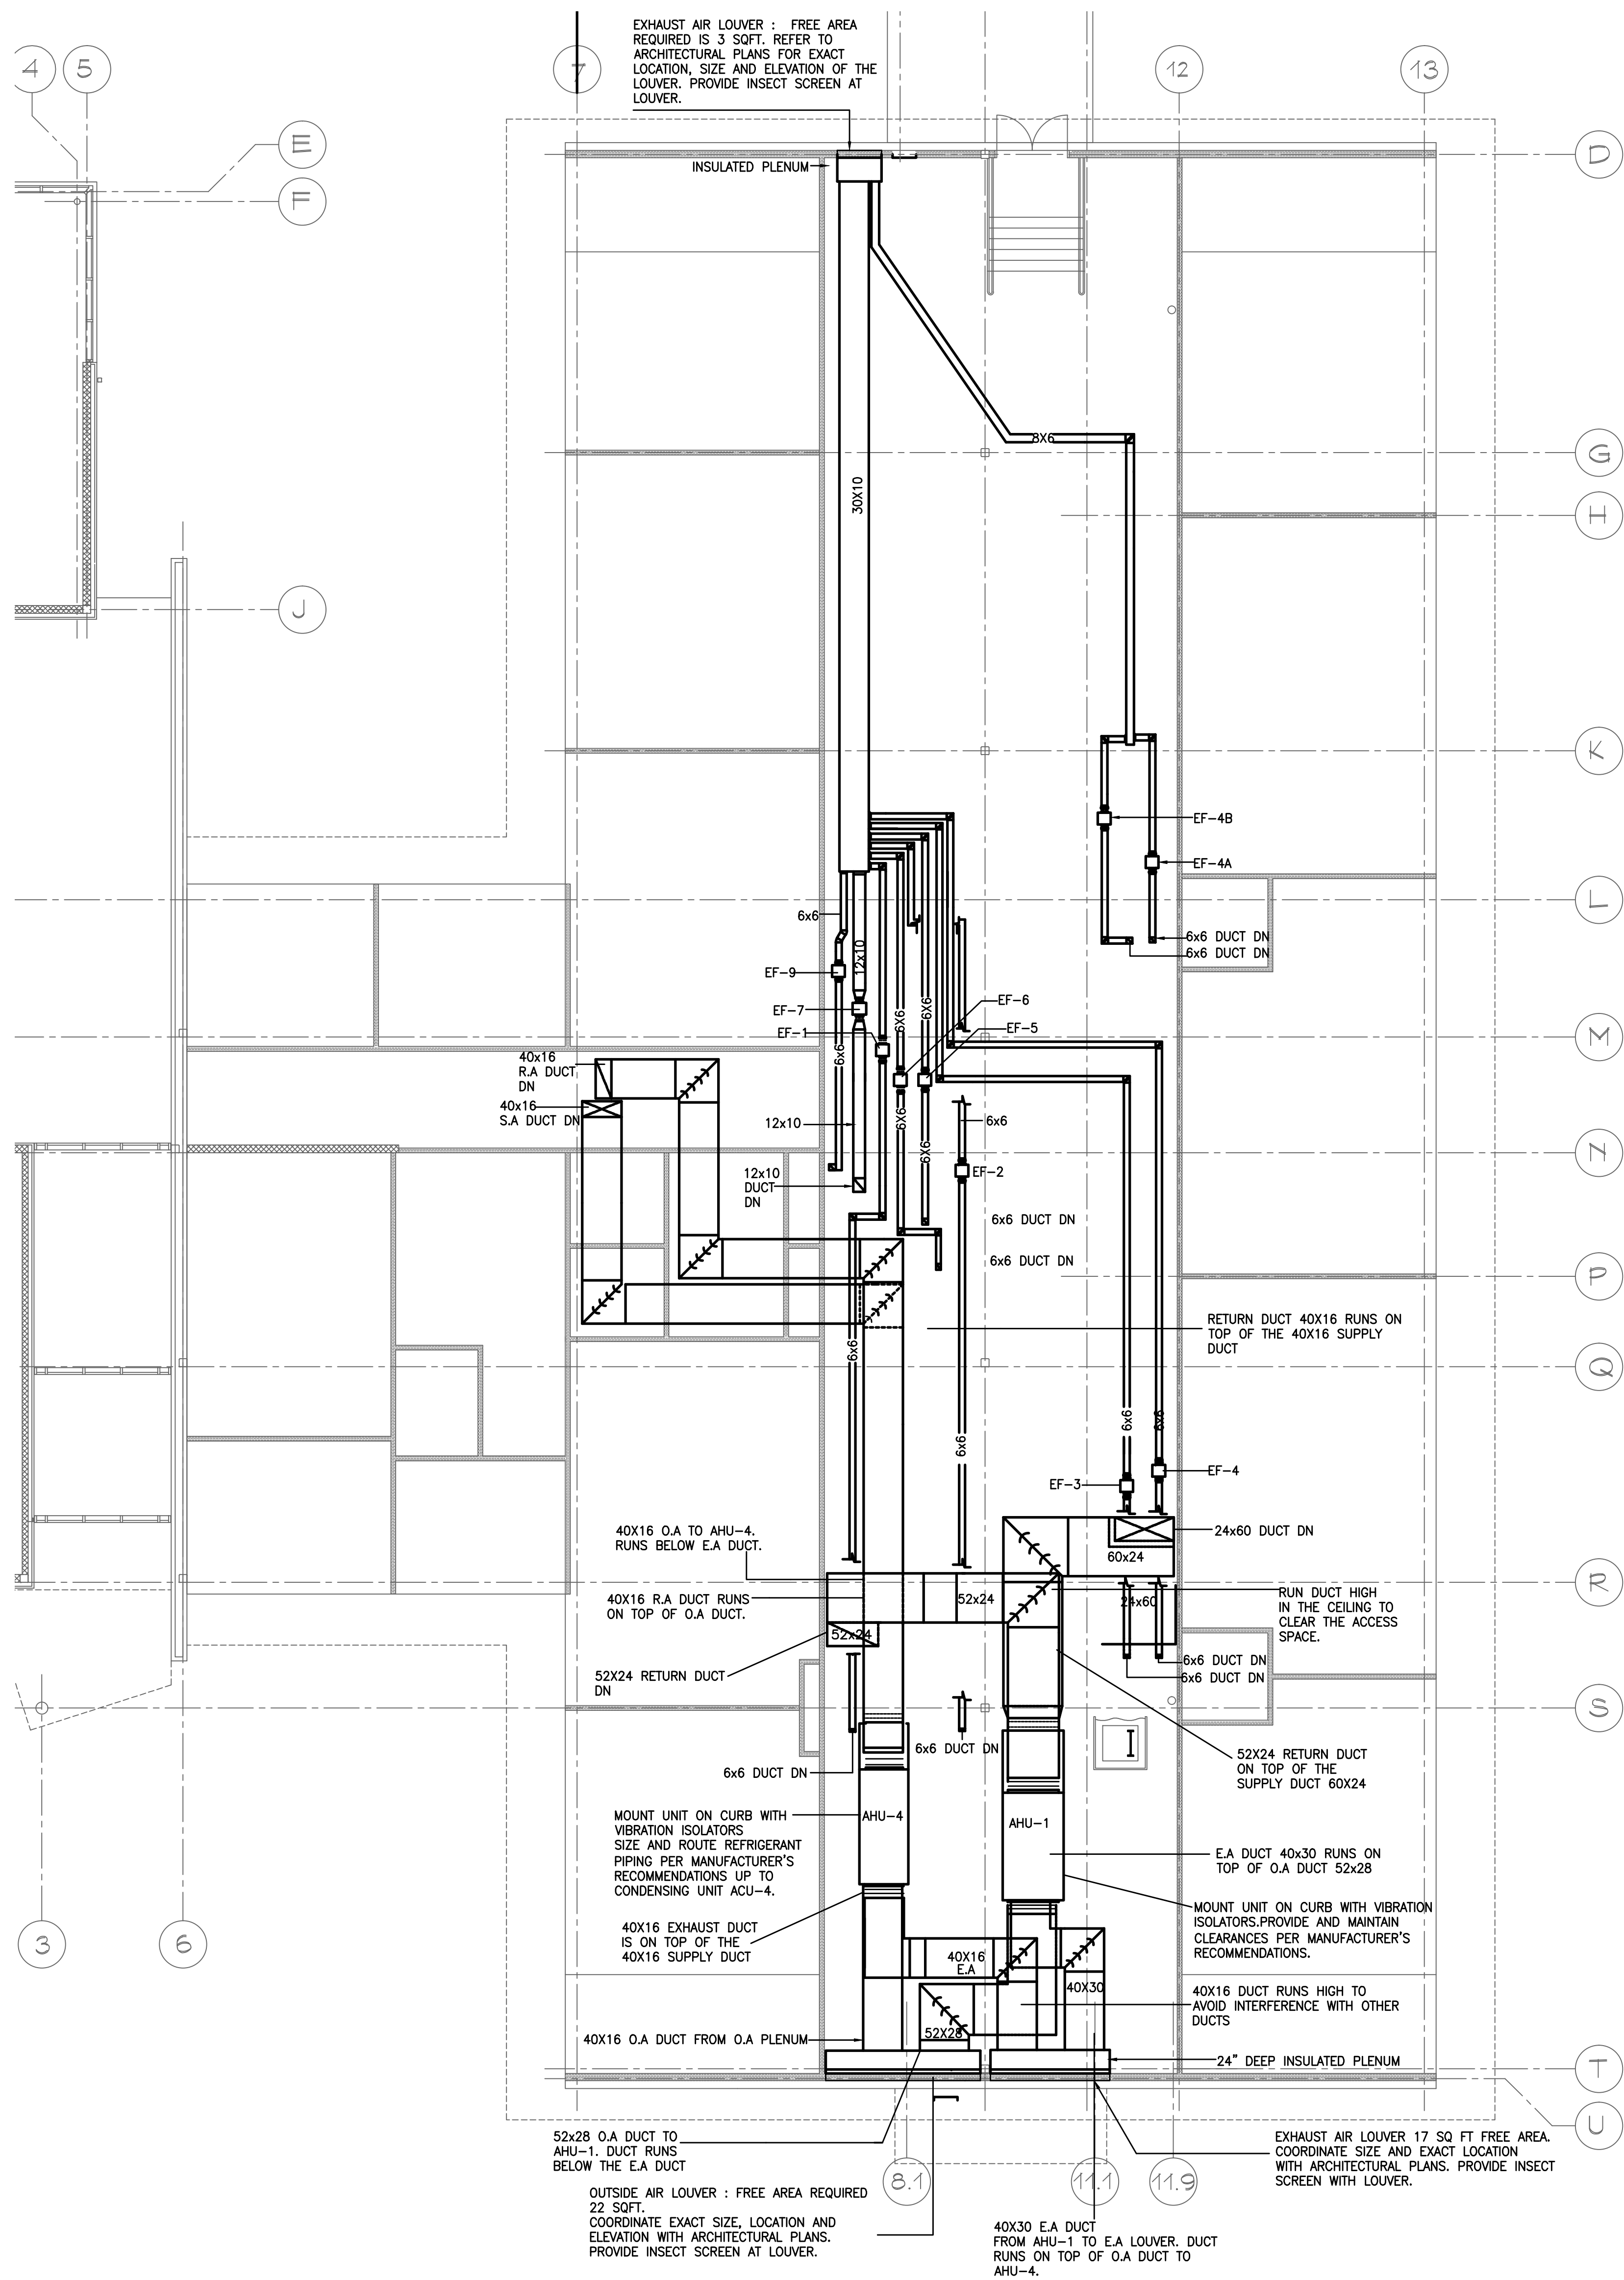 EXHAUST AIR LOUVER : FREE AREA
REQUIRED IS 3 SQFT. REFER TO
ARCHITECTURAL PLANS FOR EXACT
LOCATION, SIZE AND ELEVATION OF THE
LOUVER. PROVIDE INSECT SCREEN AT
LOUVER.
4
5
7
12
13
E
F
D
INSULATED PLENUM
8X6
G
30X10
H
J
K
EF-4B
EF-4A
L
6x6
6x6 DUCT DN
6x6 DUCT DN
12x10
EF-9
EF-7
EF-1
EF-6
EF-5
6X6
6X6
6x6
M
40x16
R.A DUCT
DN
40x16
S.A DUCT DN
12x10
6X6
6X6
6x6
N
12x10
DUCT
DN
EF-2
6x6 DUCT DN
6x6 DUCT DN
P
RETURN DUCT 40X16 RUNS ON
TOP OF THE 40X16 SUPPLY
DUCT
6x6
Q
6x6
6x6
6x6
EF-3
EF-4
24x60 DUCT DN
40X16 O.A TO AHU-4.
RUNS BELOW E.A DUCT.
60x24
R
40X16 R.A DUCT RUNS
ON TOP OF O.A DUCT.
52x24
24x60
RUN DUCT HIGH
IN THE CEILING TO
CLEAR THE ACCESS
SPACE.
52x24
52X24 RETURN DUCT
DN
6x6 DUCT DN
6x6 DUCT DN
S
6x6 DUCT DN
6x6 DUCT DN
52X24 RETURN DUCT
ON TOP OF THE
SUPPLY DUCT 60X24
MOUNT UNIT ON CURB WITH
VIBRATION ISOLATORS
SIZE AND ROUTE REFRIGERANT
PIPING PER MANUFACTURER'S
RECOMMENDATIONS UP TO
CONDENSING UNIT ACU-4.
AHU-4
AHU-1
E.A DUCT 40x30 RUNS ON
TOP OF O.A DUCT 52x28
MOUNT UNIT ON CURB WITH VIBRATION
ISOLATORS.PROVIDE AND MAINTAIN
CLEARANCES PER MANUFACTURER'S
RECOMMENDATIONS.
40X16 EXHAUST DUCT
IS ON TOP OF THE
40X16 SUPPLY DUCT
3
6
40X16
E.A
40X30
40X16 DUCT RUNS HIGH TO
AVOID INTERFERENCE WITH OTHER
DUCTS
40X16 O.A DUCT FROM O.A PLENUM
52X28
24" DEEP INSULATED PLENUM
T
U
52x28 O.A DUCT TO
AHU-1. DUCT RUNS
BELOW THE E.A DUCT
8.1
11.1
11.9
EXHAUST AIR LOUVER 17 SQ FT FREE AREA.
COORDINATE SIZE AND EXACT LOCATION
WITH ARCHITECTURAL PLANS. PROVIDE INSECT
SCREEN WITH LOUVER.
OUTSIDE AIR LOUVER : FREE AREA REQUIRED
22 SQFT.
COORDINATE EXACT SIZE, LOCATION AND
ELEVATION WITH ARCHITECTURAL PLANS.
PROVIDE INSECT SCREEN AT LOUVER.
40X30 E.A DUCT
FROM AHU-1 TO E.A LOUVER. DUCT
RUNS ON TOP OF O.A DUCT TO
AHU-4.